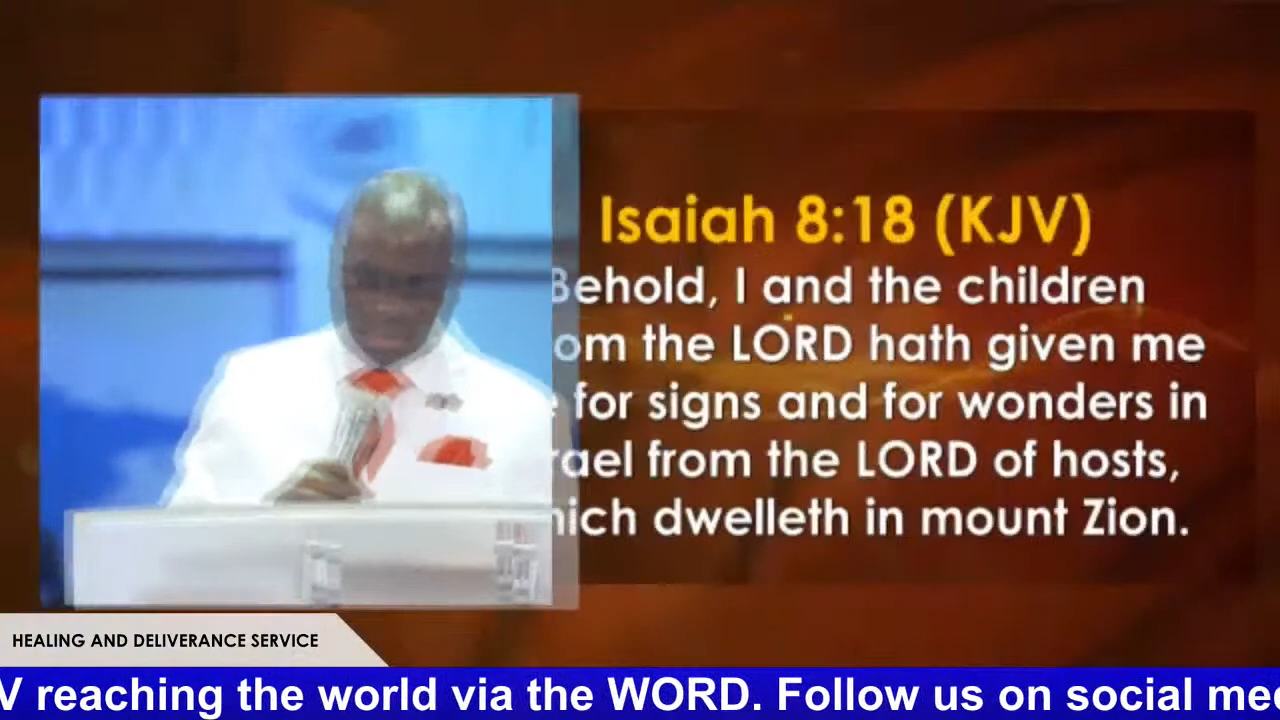 Isaiah 8:18 (KJV)
Behold, I and the children
om the LORD hath given me
for signs and for wonders in
rael from the LORD of hosts,
hich dwelleth in mount Zion.
HEALING AND DELIVERANCE SERVICE
V reaching the world via the WORD. Follow us on social me